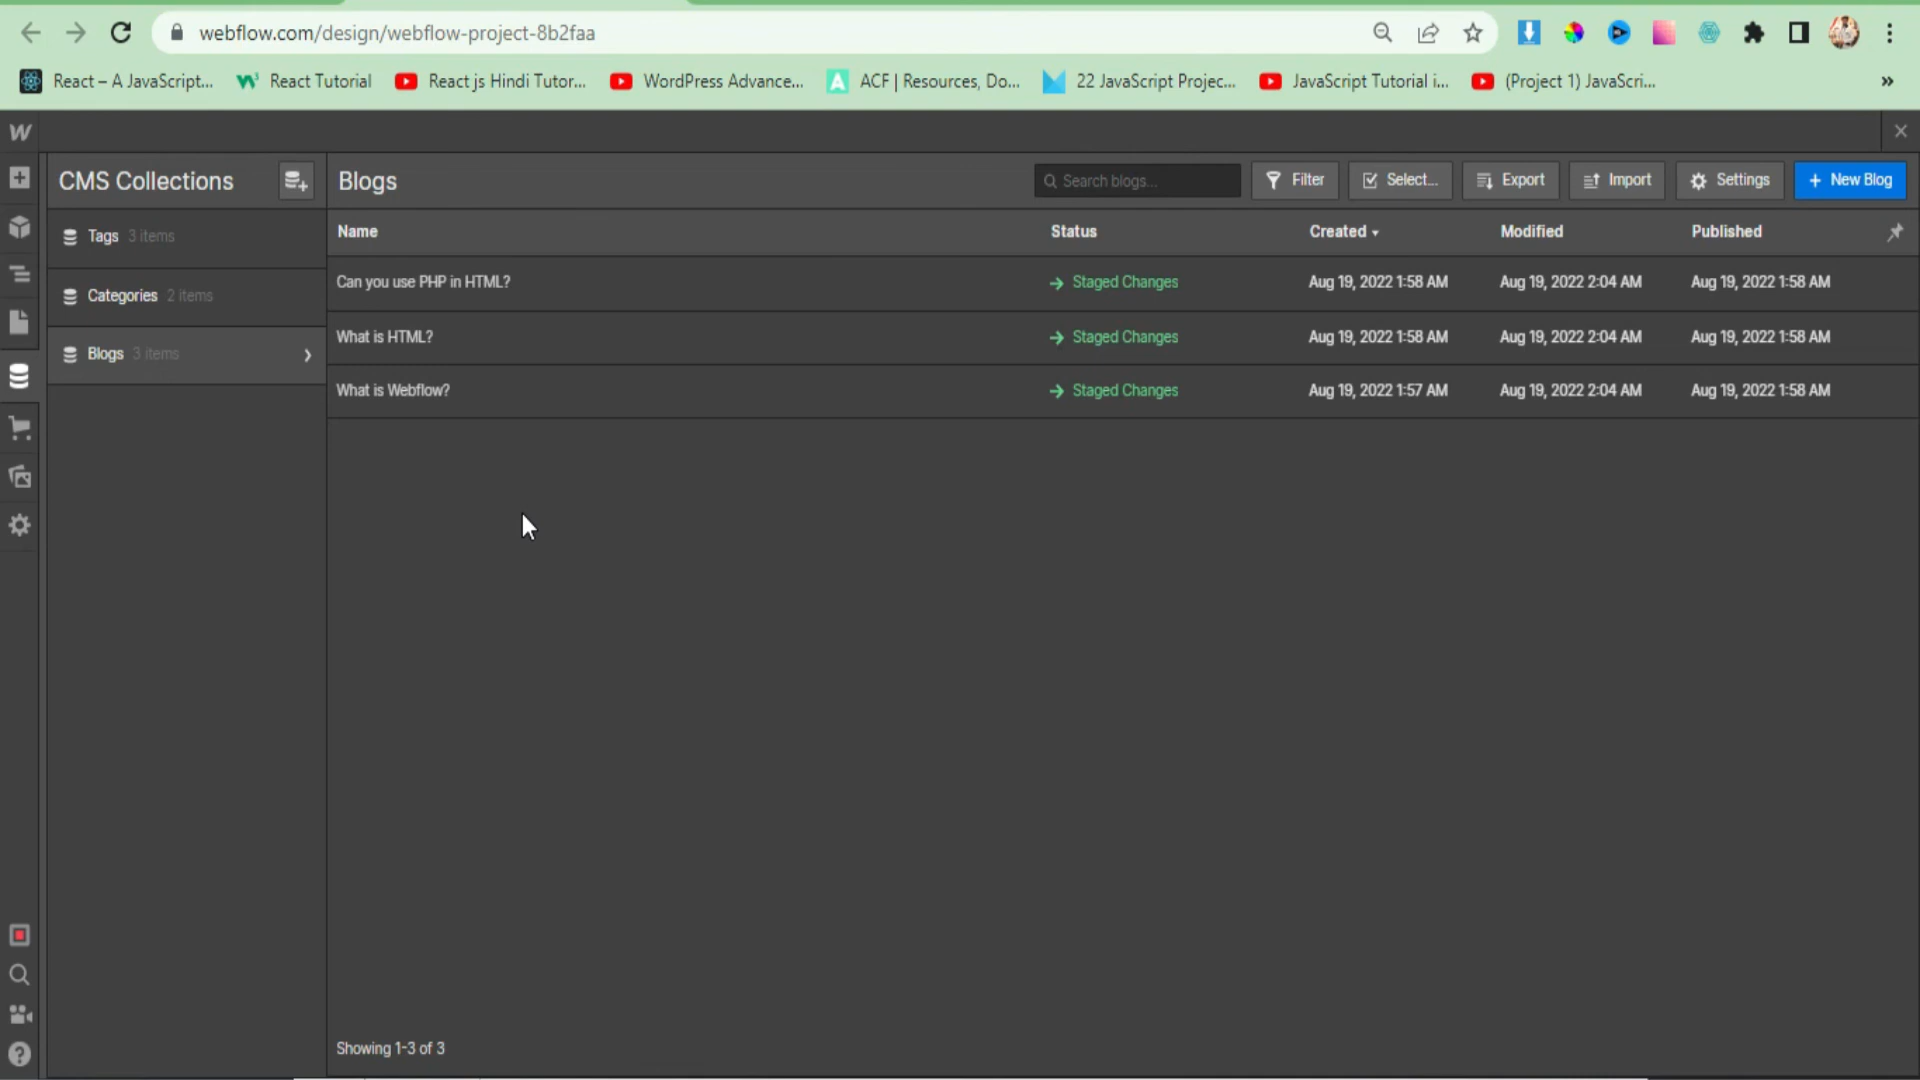 webflow.com/design/webflow-project-8b2faa
React – A JavaScript... React Tutorial React js Hindi Tutor... WordPress Advance... ACF | Resources, Do... 22 JavaScript Projec... JavaScript Tutorial i... (Project 1) JavaScri... »
CMS Collections Blogs Search blogs... Filter Select... Export Import Settings + New Blog
Name Status Created Modified Published
Tags 3 items
Can you use PHP in HTML? Staged Changes Aug 19, 2022 1:58 AM Aug 19, 2022 2:04 AM Aug 19, 2022 1:58 AM
Categories 2 items
What is HTML? Staged Changes Aug 19, 2022 1:58 AM Aug 19, 2022 2:04 AM Aug 19, 2022 1:58 AM
Blogs 3 items
What is Webflow? Staged Changes Aug 19, 2022 1:57 AM Aug 19, 2022 2:04 AM Aug 19, 2022 1:58 AM
Showing 1-3 of 3